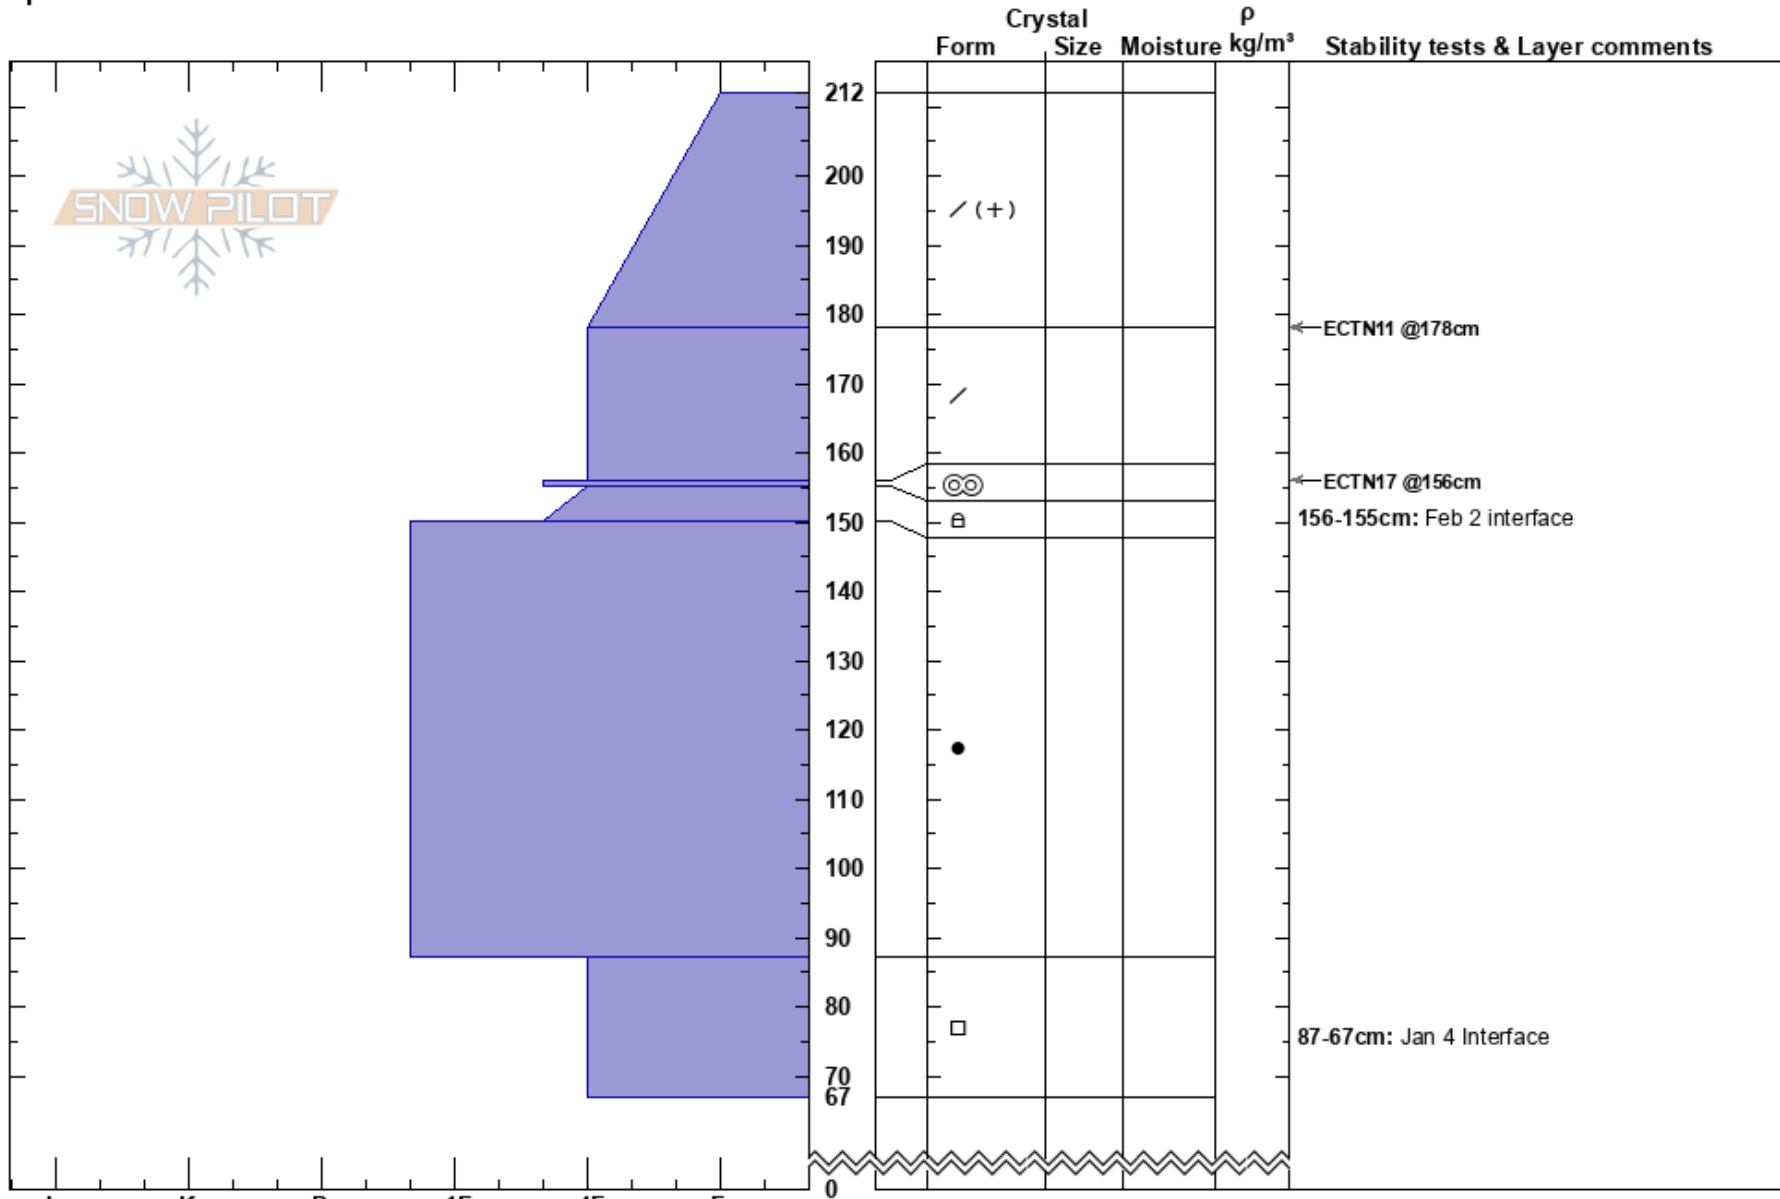 Crystal
ρ
Form
Size
Moisture
kg/m³
Stability tests & Layer comments
212
SNOW PILOT
200
(+)
190
180
ECTN11 @178cm
170
160
ECTN17 @156cm
150
156-155cm: Feb 2 interface
140
130
120
110
100
90
80
87-67cm: Jan 4 Interface
70
67
0